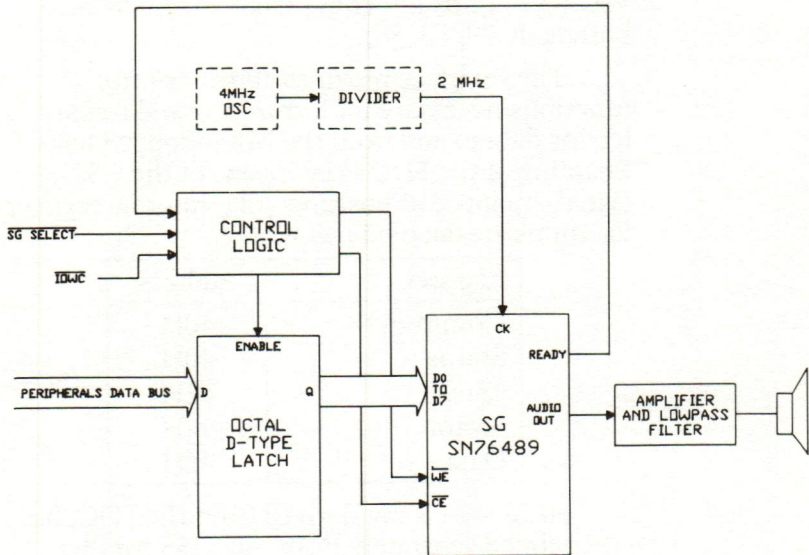 4MHz
OSC
DIVIDER
2 MHz
SG SELECT
IOWC
CONTROL
LOGIC
ENABLE
CK
READY
PERIPHERALS DATA BUS
D
Q
OCTAL
D-TYPE
LATCH
D0
TO
D7
SG
SN76489
AUDIO
OUT
WE
CE
AMPLIFIER
AND LOWPASS
FILTER